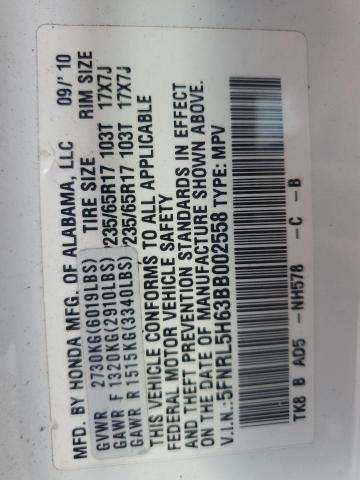 MFD. BY HONDA MFG. OF ALABAMA, LLC 09/'10
TIRE SIZE RIM SIZE
GVWR 2730KG(6019LBS)
GAWR F 1320KG(2910LBS) 235/65R17 103T 17X7J
GAWR R 1515KG(3340LBS) 235/65R17 103T 17X7J
THIS VEHICLE CONFORMS TO ALL APPLICABLE
FEDERAL MOTOR VEHICLE SAFETY
AND THEFT PREVENTION STANDARDS IN EFFECT
ON THE DATE OF MANUFACTURE SHOWN ABOVE.
V.I.N.:5FNRL5H63BB002558 TYPE: MPV
TK8 B AD5 - NH578 - C - B